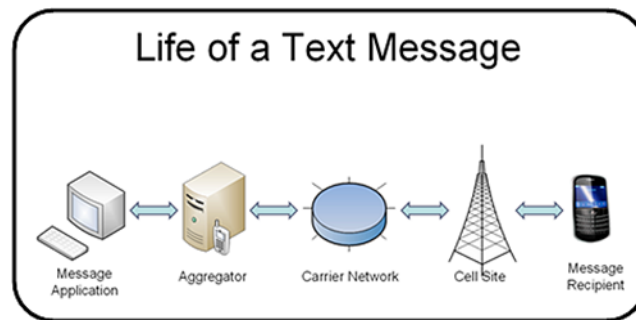 Life of a Text Message
Message
Application
Aggregator
Carrier Network
Cell Site
Message
Recipient